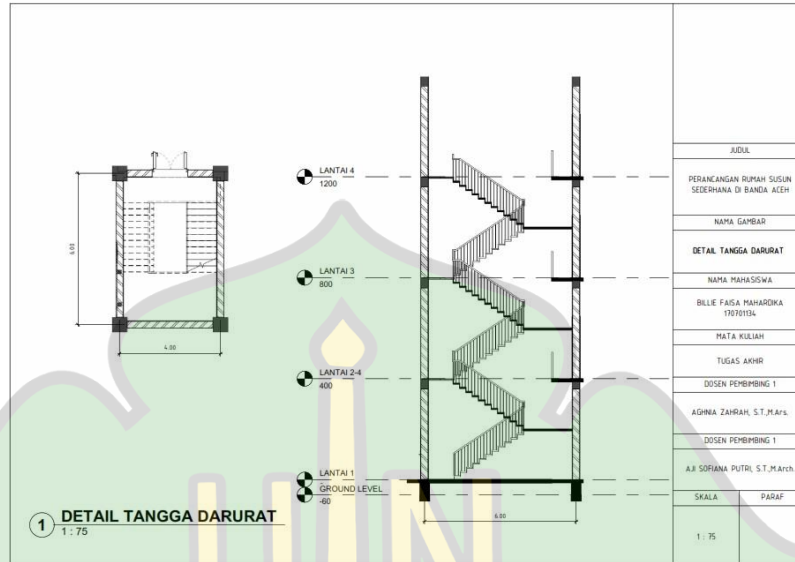 LANTAI 4
1200
LANTAI 3
800
LANTAI 2-4
400
LANTAI 1
GROUND LEVEL
-60
6.00
4.00
6.00
1 DETAIL TANGGA DARURAT
1 : 75
JUDUL
PERANCANGAN RUMAH SUSUN
SEDERHANA DI BANDA ACEH
NAMA GAMBAR
DETAIL TANGGA DARURAT
NAMA MAHASISWA
BILLIE FAISA MAHARDIKA
170701134
MATA KULIAH
TUGAS AKHIR
DOSEN PEMBIMBING 1
AGHNIA ZAHRAH, S.T.,M.Ars.
DOSEN PEMBIMBING 1
AJI SOFIANA PUTRI, S.T.,M.Arch.
SKALA PARAF
1 : 75